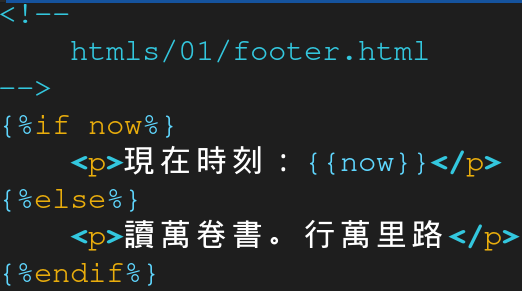 <!--
    htmls/01/footer.html
-->
{%if now%}
    <p>現在時刻：{{now}}</p>
{%else%}
    <p>讀萬卷書。行萬里路</p>
{%endif%}